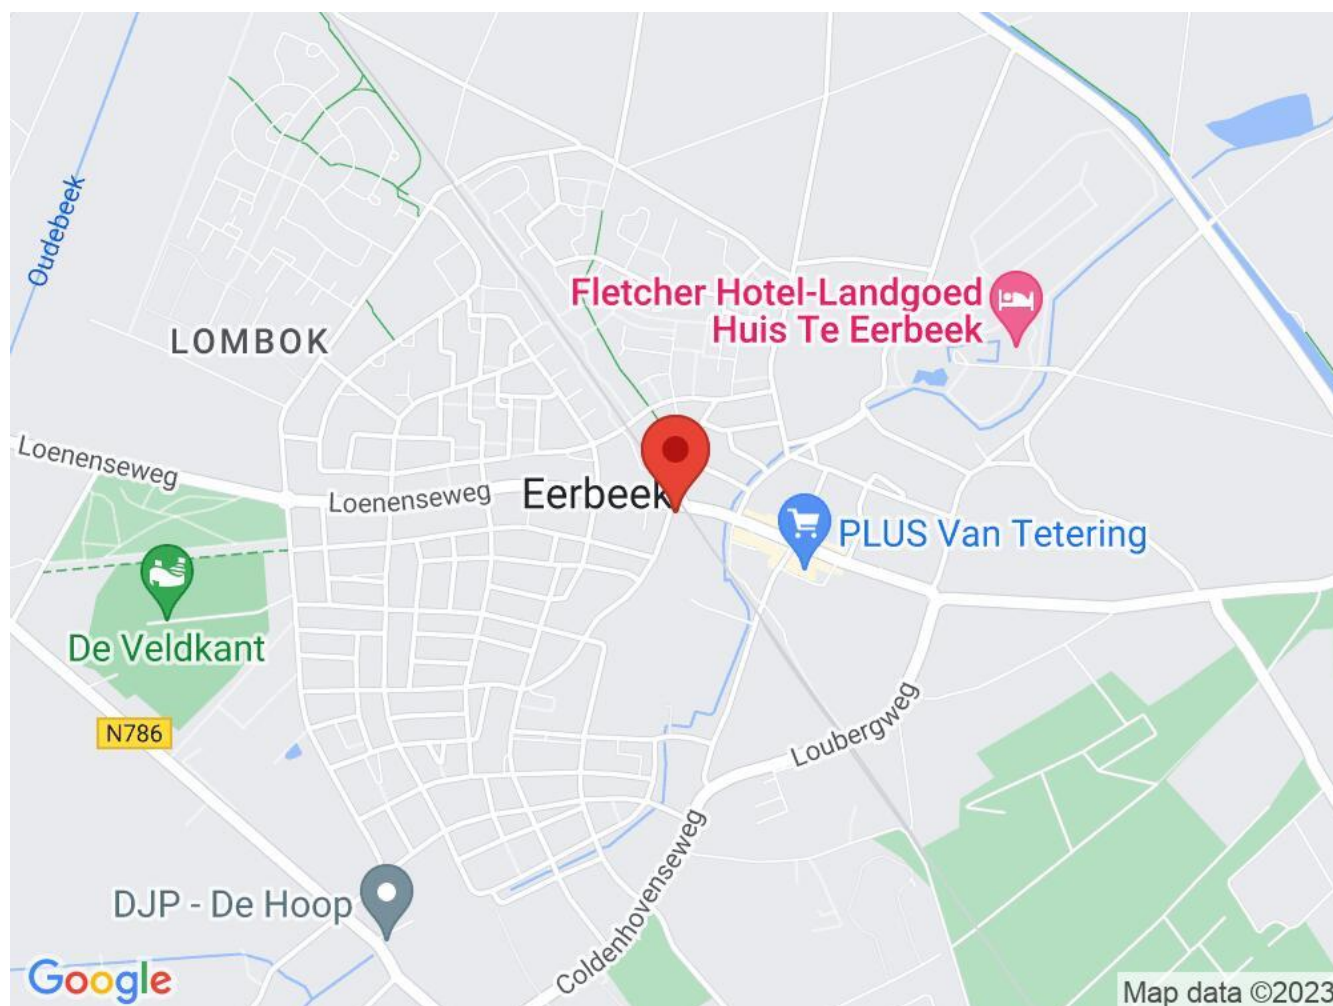 Oudebeek
Fletcher Hotel-Landgoed
Huis Te Eerbeek
LOMBOK
Loenenseweg
Loenenseweg
Eerbeek
PLUS Van Tetering
De Veldkant
N786
Loubergweg
Coldenhovenseweg
DJP - De Hoop
Google
Map data ©2023